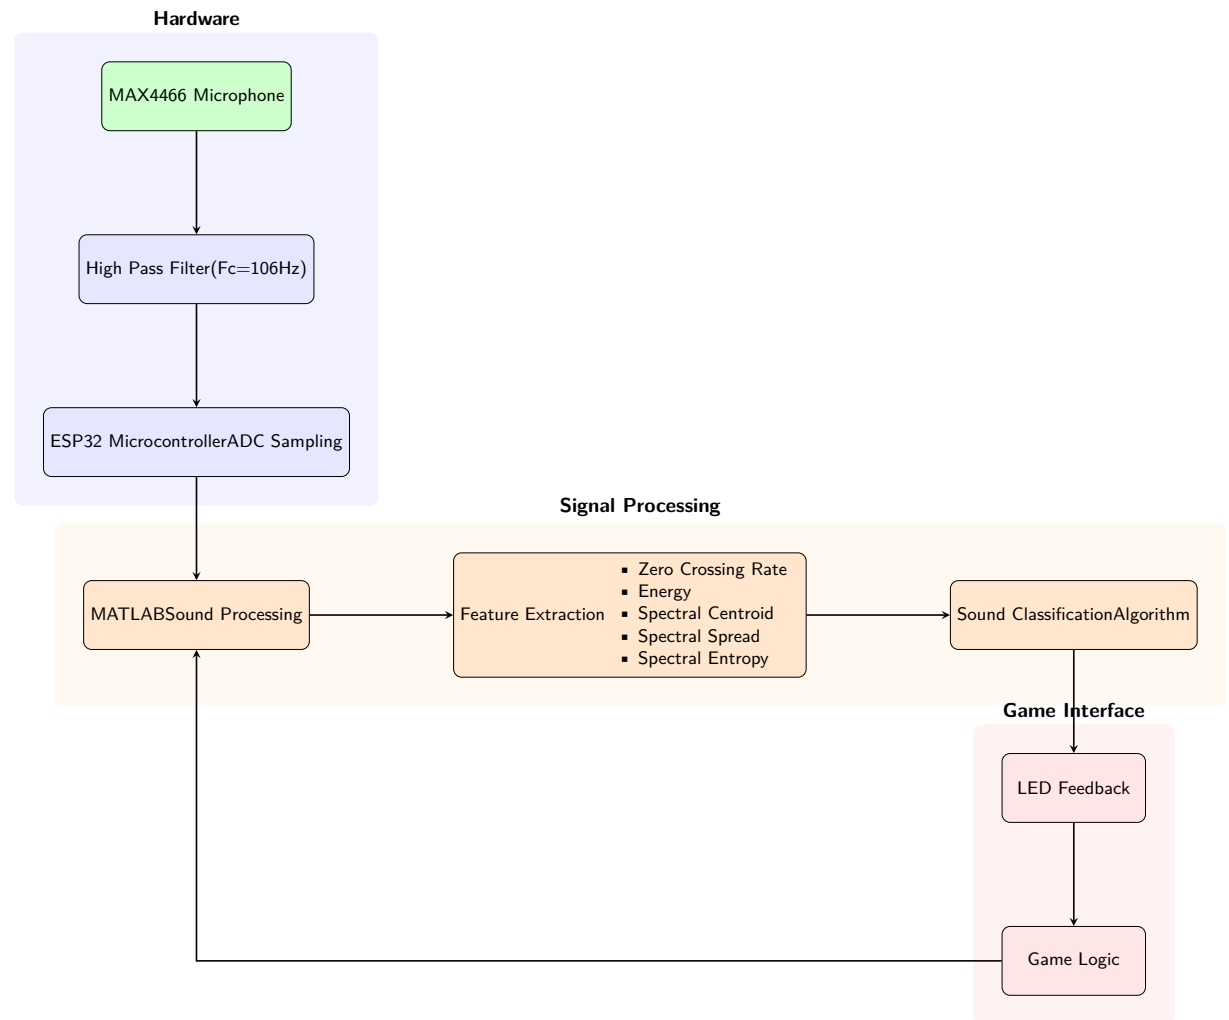 Hardware
MAX4466 Microphone
High Pass Filter(Fc=106Hz)
ESP32 MicrocontrollerADC Sampling
Signal Processing
MATLABSound Processing
Feature Extraction
▪ Zero Crossing Rate
▪ Energy
▪ Spectral Centroid
▪ Spectral Spread
▪ Spectral Entropy
Sound ClassificationAlgorithm
Game Interface
LED Feedback
Game Logic